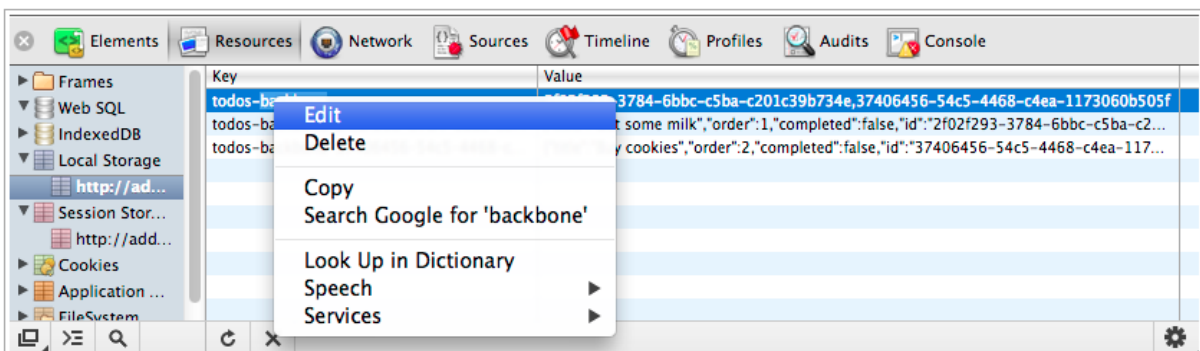 Elements Resources Network Sources Timeline Profiles Audits Console
Frames
Web SQL
IndexedDB
Local Storage
http://ad...
Session Stor...
http://add...
Cookies
Application ...
FileSystem
Key Value
todos-ba -3784-6bbc-c5ba-c201c39b734e,37406456-54c5-4468-c4ea-1173060b505f
todos-ba t some milk","order":1,"completed":false,"id":"2f02f293-3784-6bbc-c5ba-c2...
todos-ba y cookies","order":2,"completed":false,"id":"37406456-54c5-4468-c4ea-117...
Edit
Delete
Copy
Search Google for 'backbone'
Look Up in Dictionary
Speech
Services